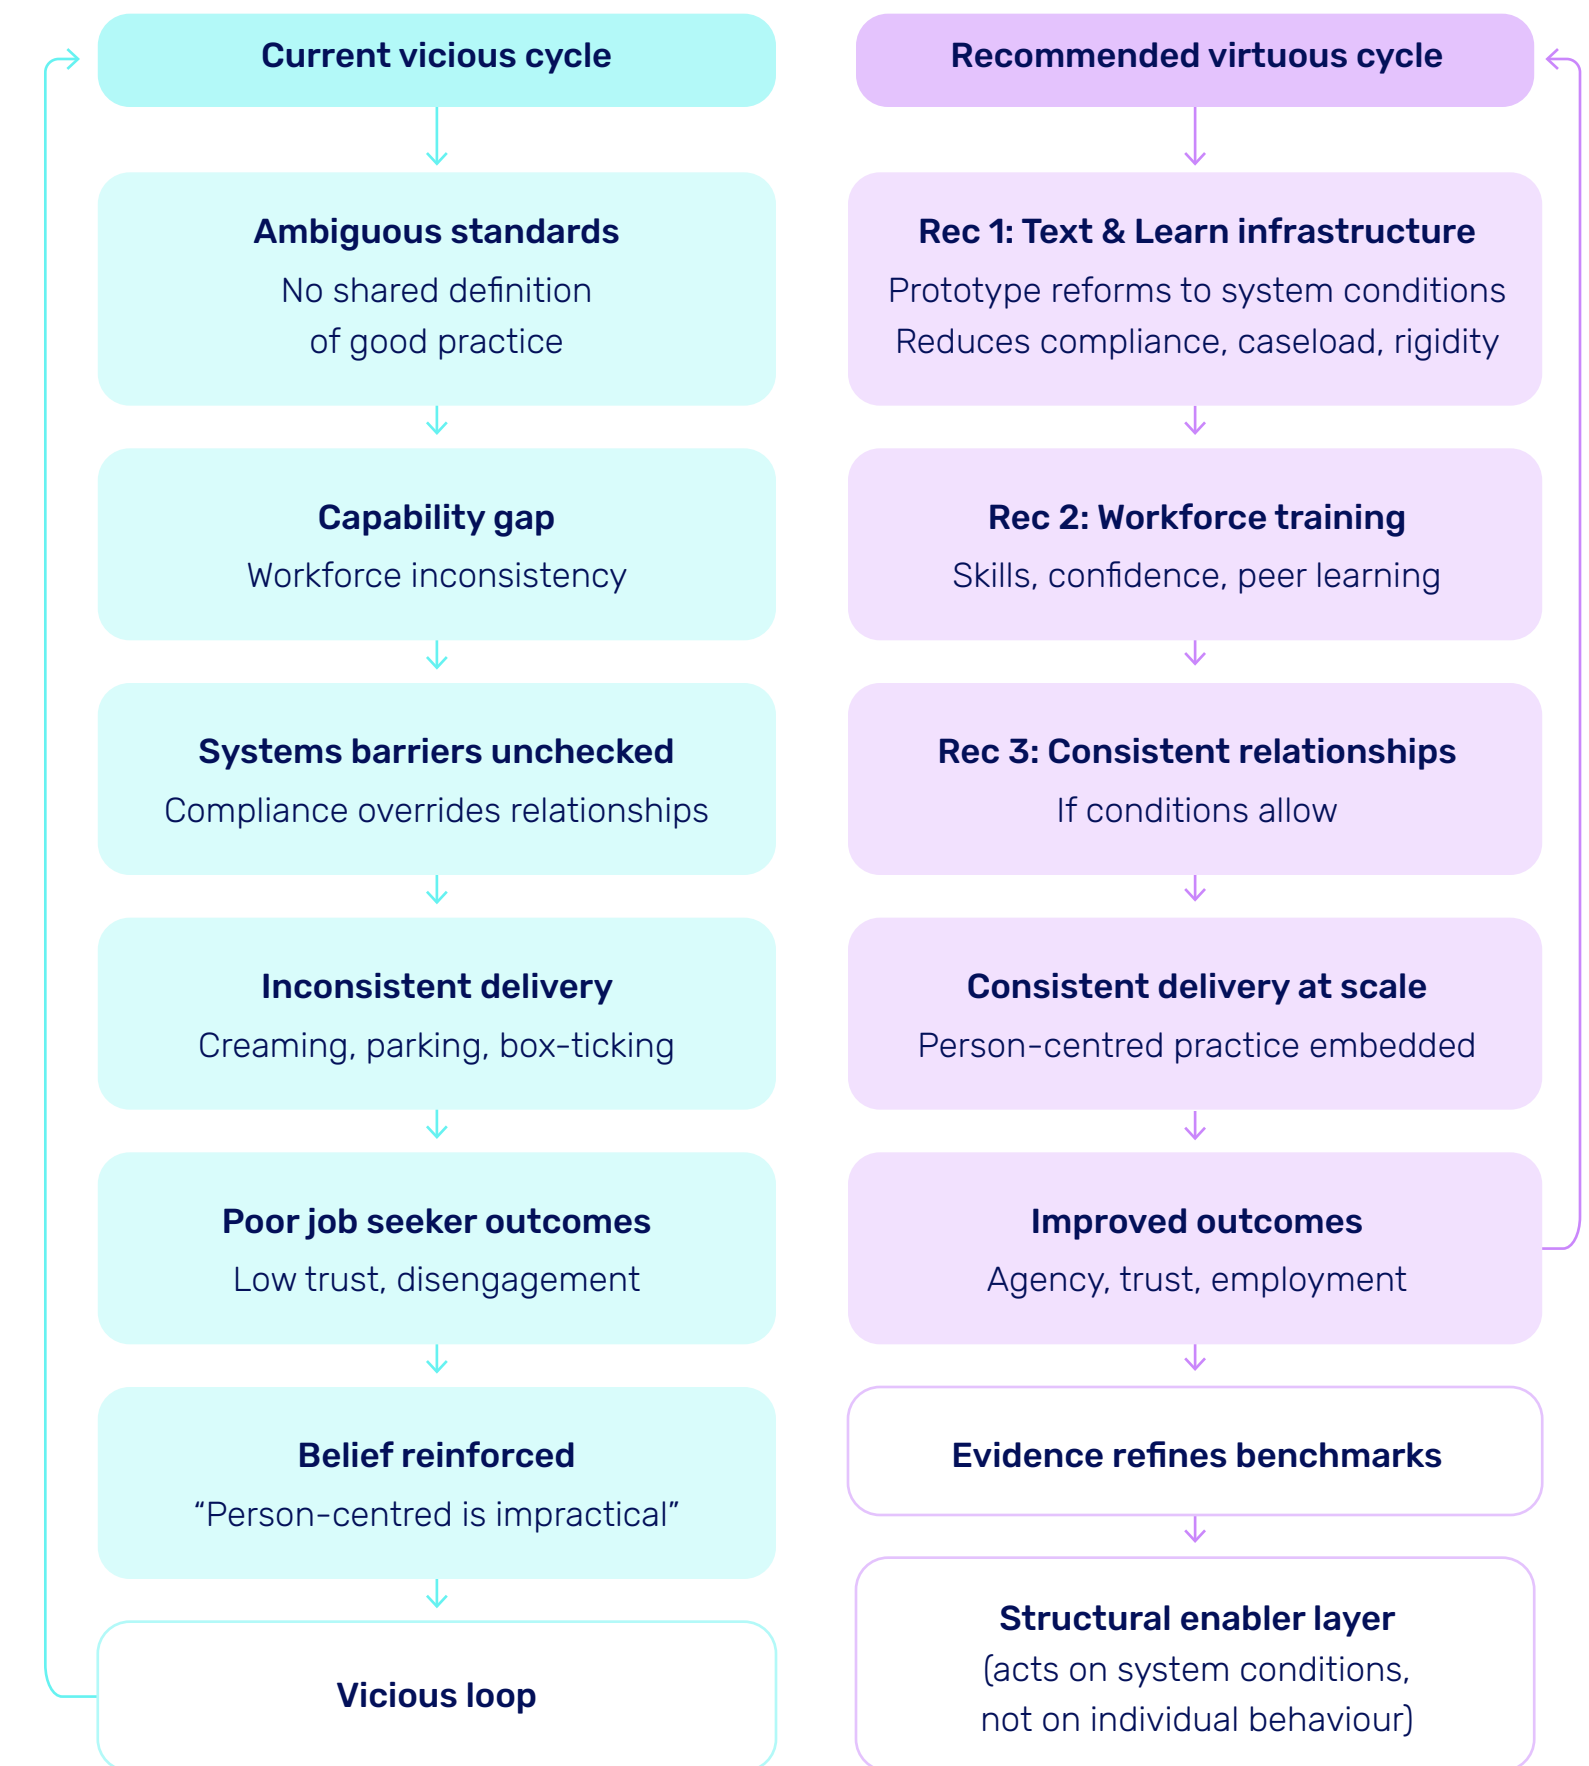 Current vicious cycle
Ambiguous standards
No shared definition
of good practice
Capability gap
Workforce inconsistency
Systems barriers unchecked
Compliance overrides relationships
Inconsistent delivery
Creaming, parking, box-ticking
Poor job seeker outcomes
Low trust, disengagement
Belief reinforced
“Person-centred is impractical”
Vicious loop
Recommended virtuous cycle
Rec 1: Text & Learn infrastructure
Prototype reforms to system conditions
Reduces compliance, caseload, rigidity
Rec 2: Workforce training
Skills, confidence, peer learning
Rec 3: Consistent relationships
If conditions allow
Consistent delivery at scale
Person-centred practice embedded
Improved outcomes
Agency, trust, employment
Evidence refines benchmarks
Structural enabler layer
(acts on system conditions,
not on individual behaviour)